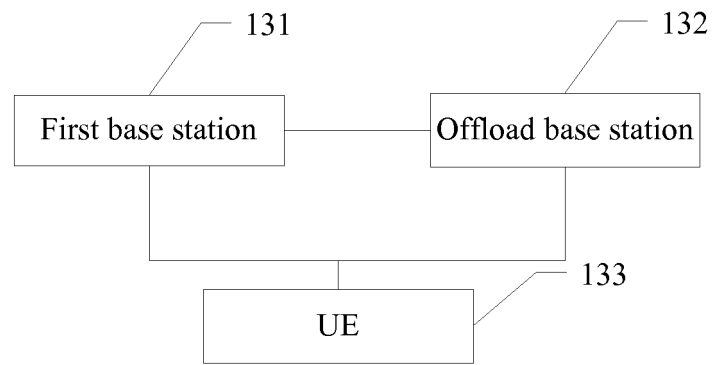 131
132
First base station
Offload base station
133
UE